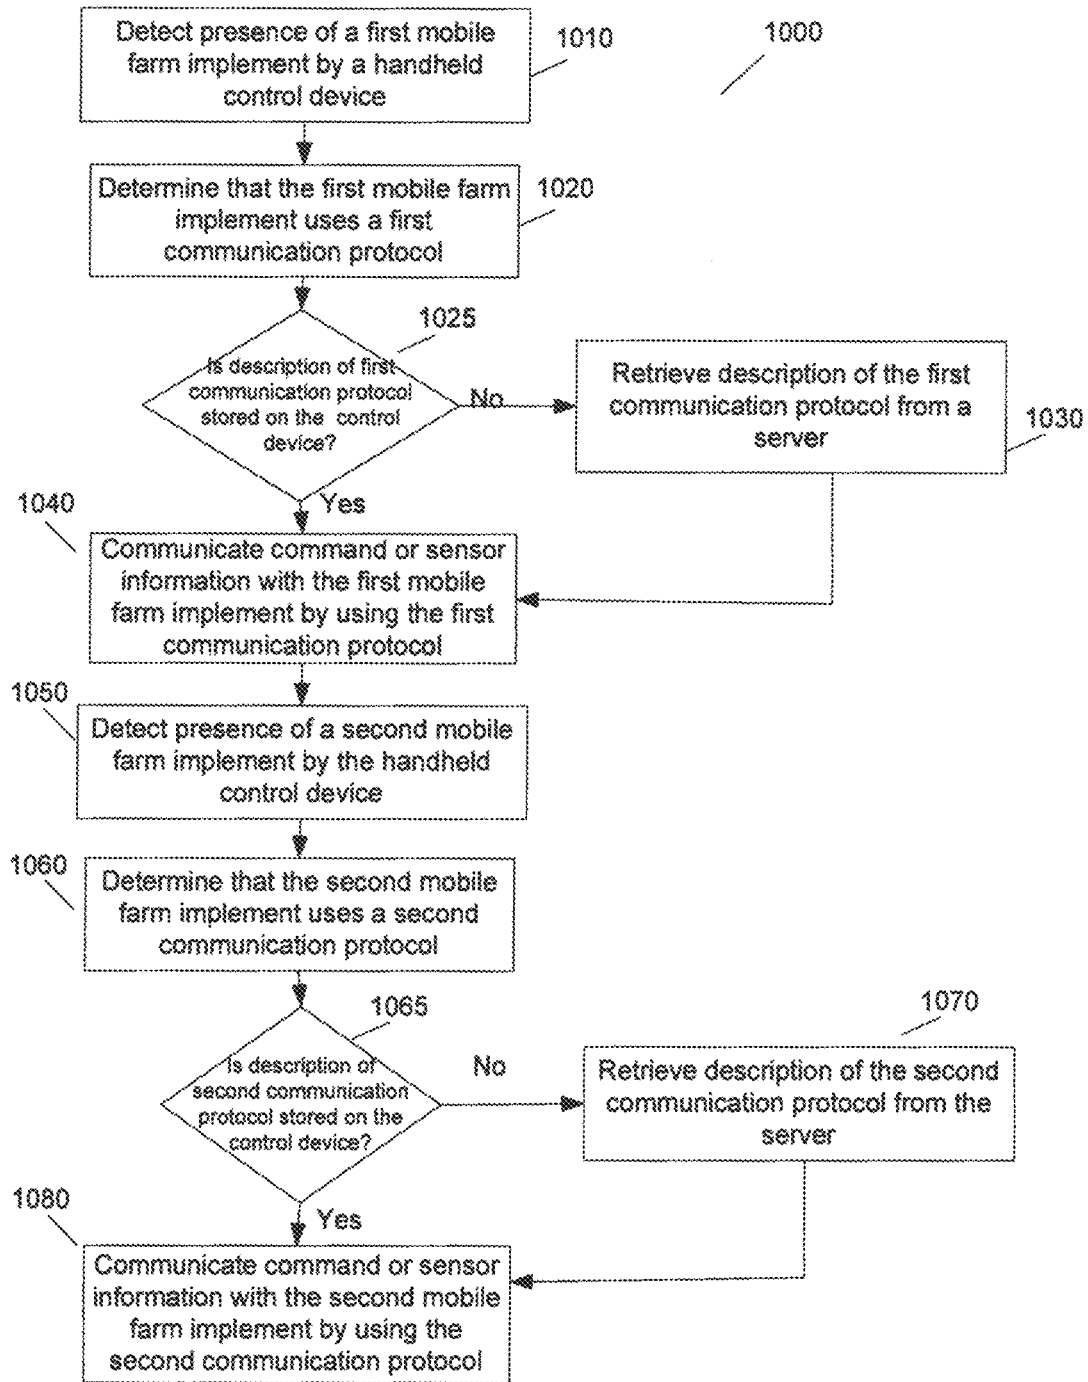 Detect presence of a first mobile
farm implement by a handheld
control device
1010
1000
Determine that the first mobile farm
implement uses a first
communication protocol
1020
1025
Is description of first
communication protocol
stored on the control
device?
No
Retrieve description of the first
communication protocol from a
server
1030
Yes
1040
Communicate command or sensor
information with the first mobile
farm implement by using the first
communication protocol
1050
Detect presence of a second mobile
farm implement by the handheld
control device
1060
Determine that the second mobile
farm implement uses a second
communication protocol
1065
Is description of
second communication
protocol stored on the
control device?
No
1070
Retrieve description of the second
communication protocol from the
server
Yes
1080
Communicate command or sensor
information with the second mobile
farm implement by using the
second communication protocol